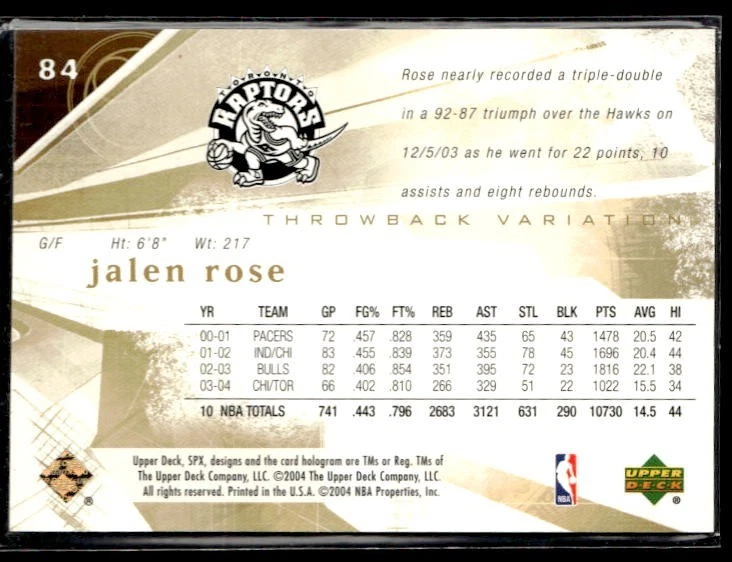 84
TORONTO
RAPTORS
Rose nearly recorded a triple-double
in a 92-87 triumph over the Hawks on
12/5/03 as he went for 22 points, 10
assists and eight rebounds.
THROWBACK VARIATION
G/F Ht: 6'8" Wt: 217
jalen rose
YR TEAM GP FG% FT% REB AST STL BLK PTS AVG HI
00-01 PACERS 72 .457 .828 359 435 65 43 1478 20.5 42
01-02 IND/CHI 83 .455 .839 373 355 78 45 1696 20.4 44
02-03 BULLS 82 .406 .854 351 395 72 23 1816 22.1 38
03-04 CHI/TOR 66 .402 .810 266 329 51 22 1022 15.5 34
10 NBA TOTALS 741 .443 .796 2683 3121 631 290 10730 14.5 44
Upper Deck, SPX, designs and the card hologram are TMs or Reg. TMs of
The Upper Deck Company, LLC. ©2004 The Upper Deck Company, LLC.
All rights reserved. Printed in the U.S.A. ©2004 NBA Properties, Inc.
®
NBA
UPPER
DECK
®